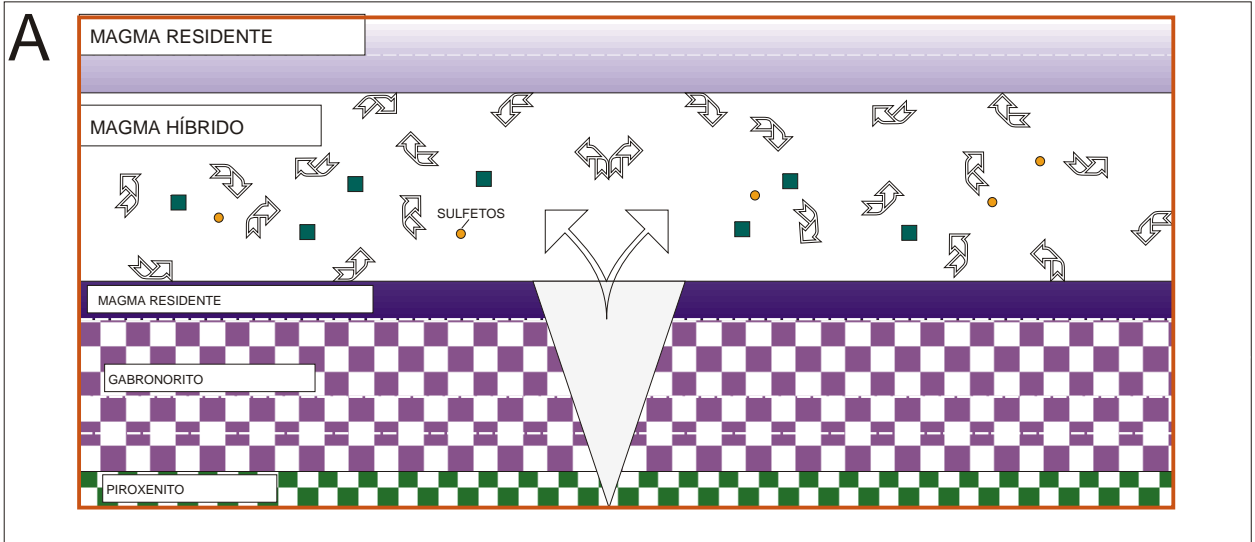 A
MAGMA RESIDENTE
MAGMA HÍBRIDO
SULFETOS
MAGMA RESIDENTE
GABRONORITO
PIROXENITO